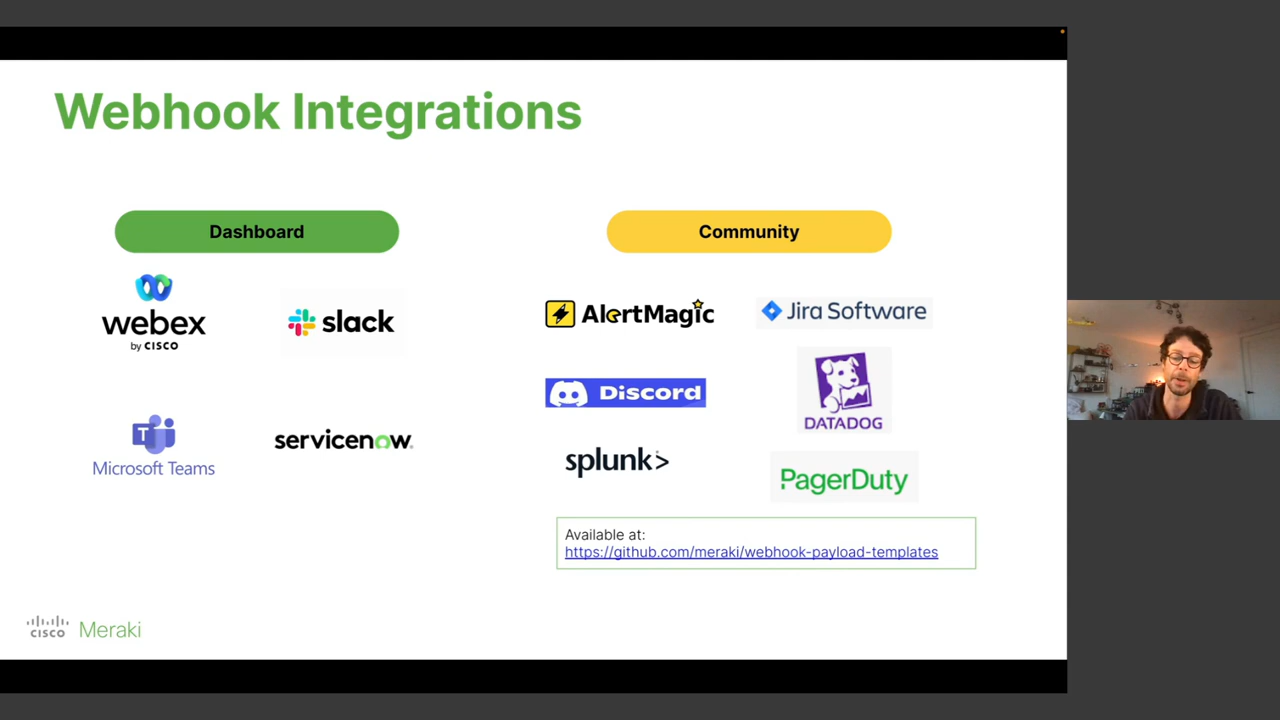 Webhook Integrations
Dashboard
webex
by CISCO
slack
Microsoft Teams
servicenow.
Community
AlertMagic
Jira Software
Discord
DATADOG
splunk>
PagerDuty
Available at:
https://github.com/meraki/webhook-payload-templates
CISCO Meraki